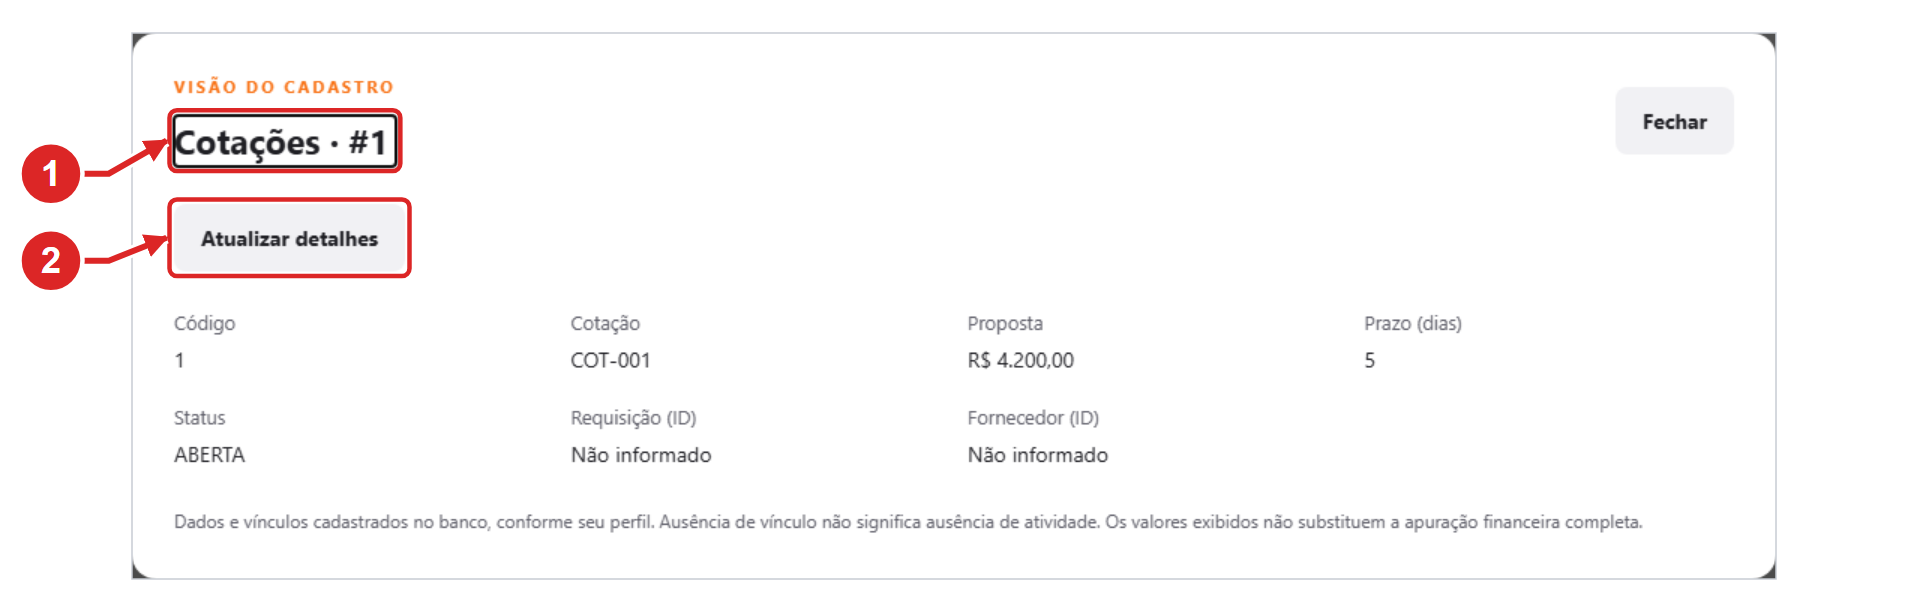 VISÃO DO CADASTRO
Cotações · #1
Fechar
1
Atualizar detalhes
2
Código Cotação Proposta Prazo (dias)
1 COT-001 R$ 4.200,00 5
Status Requisição (ID) Fornecedor (ID)
ABERTA Não informado Não informado
Dados e vínculos cadastrados no banco, conforme seu perfil. Ausência de vínculo não significa ausência de atividade. Os valores exibidos não substituem a apuração financeira completa.